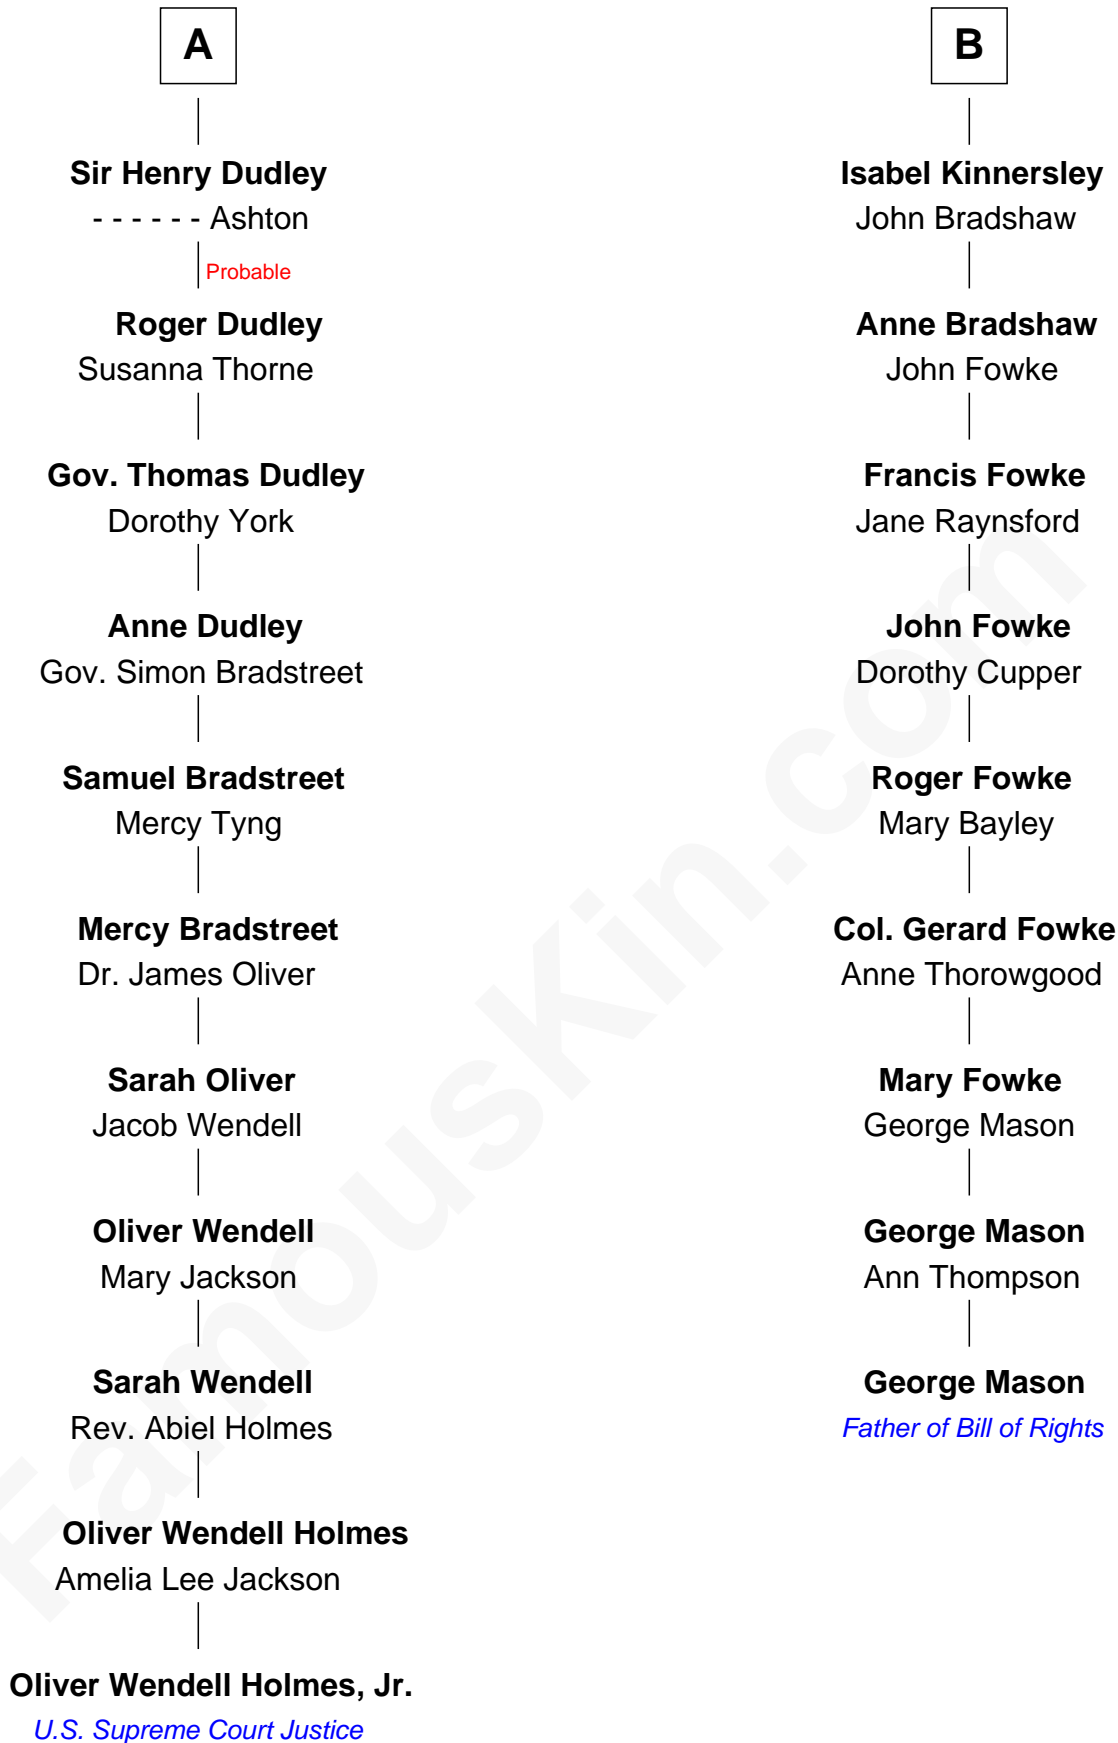 A
Sir Henry Dudley
- - - - - - Ashton
Probable
Roger Dudley
Susanna Thorne
Gov. Thomas Dudley
Dorothy York
Anne Dudley
Gov. Simon Bradstreet
Samuel Bradstreet
Mercy Tyng
Mercy Bradstreet
Dr. James Oliver
Sarah Oliver
Jacob Wendell
Oliver Wendell
Mary Jackson
Sarah Wendell
Rev. Abiel Holmes
Oliver Wendell Holmes
Amelia Lee Jackson
Oliver Wendell Holmes, Jr.
U.S. Supreme Court Justice
B
Isabel Kinnersley
John Bradshaw
Anne Bradshaw
John Fowke
Francis Fowke
Jane Raynsford
John Fowke
Dorothy Cupper
Roger Fowke
Mary Bayley
Col. Gerard Fowke
Anne Thorowgood
Mary Fowke
George Mason
George Mason
Ann Thompson
George Mason
Father of Bill of Rights
FamousKin.com